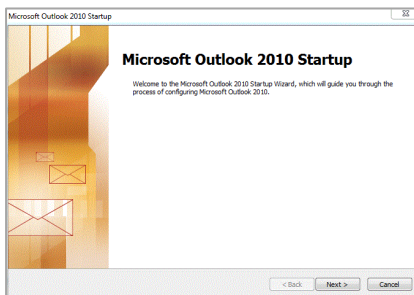 Microsoft Outlook 2010 Startup
Microsoft Outlook 2010 Startup
Welcome to the Microsoft Outlook 2010 Startup Wizard, which will guide you through the
process of configuring Microsoft Outlook 2010.
< Back Next > Cancel